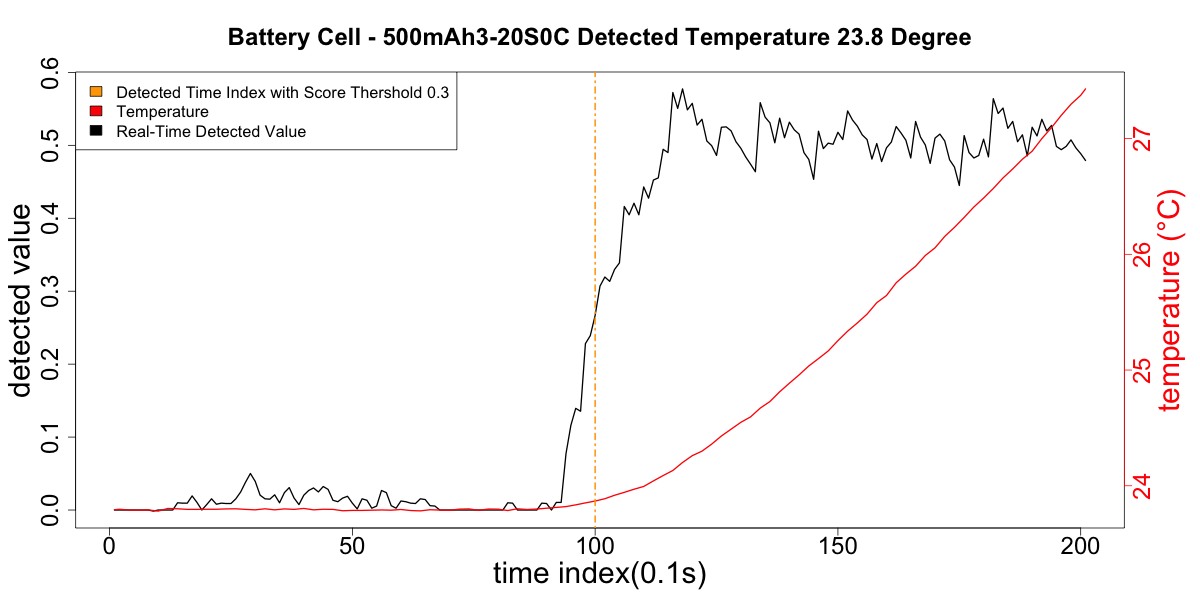 Battery Cell - 500mAh3-20S0C Detected Temperature 23.8 Degree
Detected Time Index with Score Thershold 0.3
Temperature
Real-Time Detected Value
detected value
0.6
0.5
0.4
0.3
0.2
0.1
0.0
27
26
25
24
temperature (°C)
0 50 100 150 200
time index(0.1s)